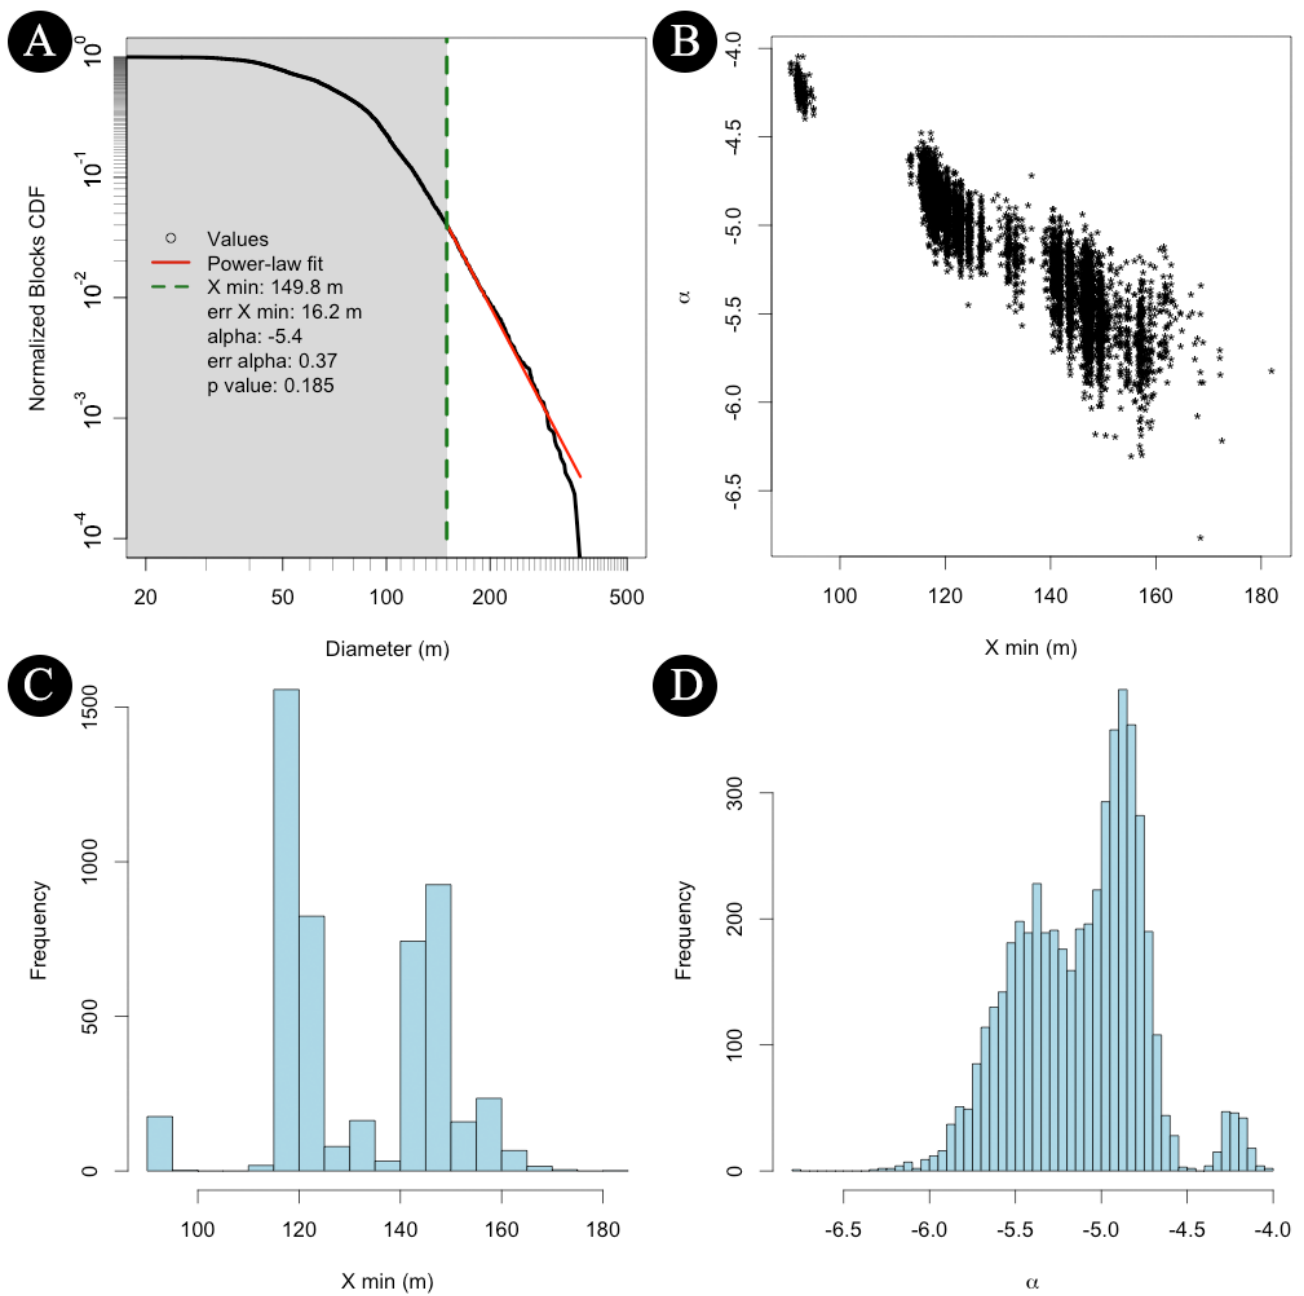 A
Normalized Blocks CDF
10^0
10^-1
10^-2
10^-3
10^-4
Values
Power-law fit
X min: 149.8 m
err X min: 16.2 m
alpha: -5.4
err alpha: 0.37
p value: 0.185
20 50 100 200 500
Diameter (m)
B
α
-4.0
-4.5
-5.0
-5.5
-6.0
-6.5
100 120 140 160 180
X min (m)
C
Frequency
1500
1000
500
0
100 120 140 160 180
X min (m)
D
Frequency
300
200
100
0
-6.5 -6.0 -5.5 -5.0 -4.5 -4.0
α